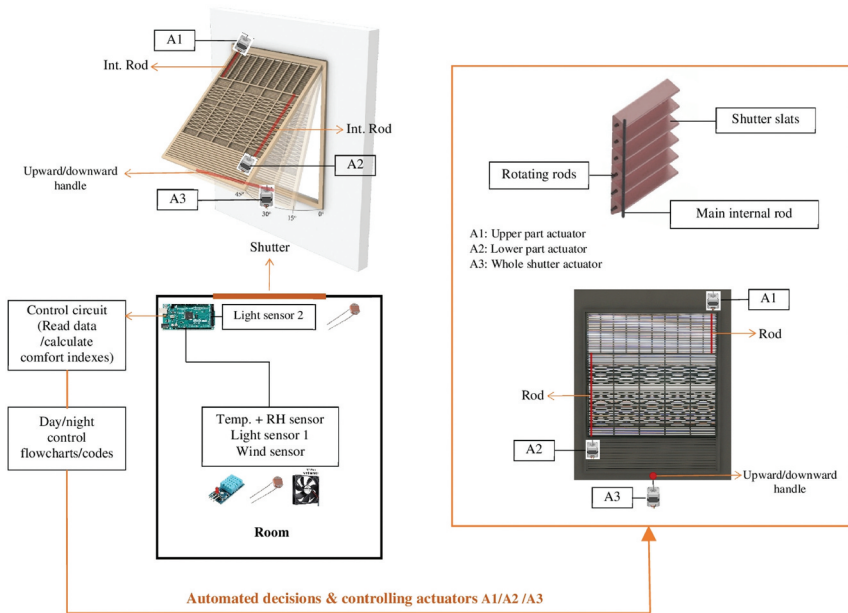 A1
Int. Rod
Int. Rod
A2
Upward/downward
handle
A3
45°
30°
15°
0°
Shutter
Control circuit
(Read data
/calculate
comfort indexes)
Light sensor 2
Day/night
control
flowcharts/codes
Temp. + RH sensor
Light sensor 1
Wind sensor
Room
Automated decisions & controlling actuators A1/A2 /A3
Shutter slats
Rotating rods
Main internal rod
A1: Upper part actuator
A2: Lower part actuator
A3: Whole shutter actuator
A1
Rod
Rod
A2
Upward/downward
handle
A3